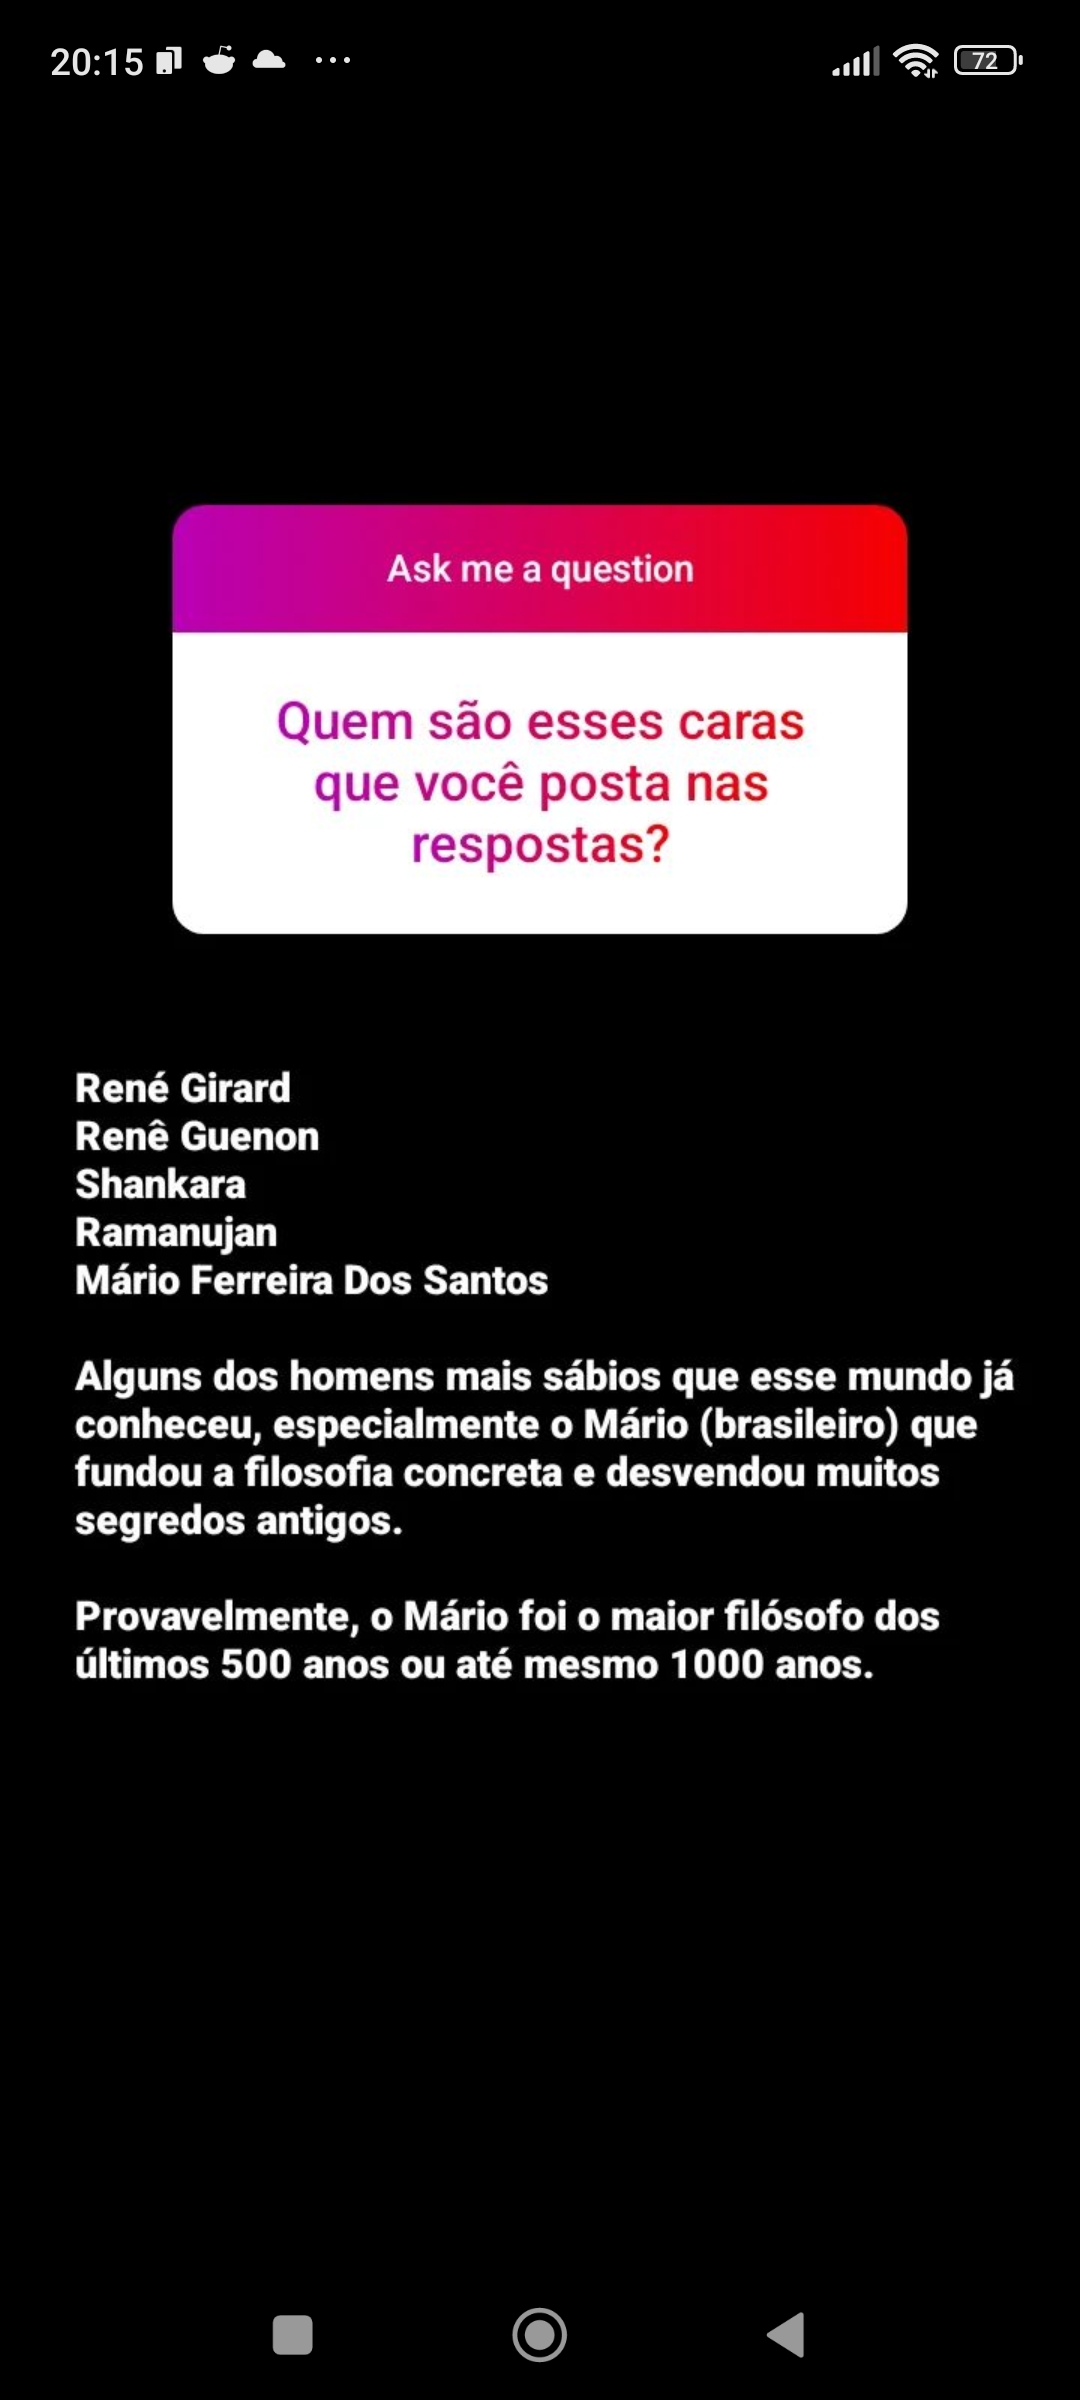 20:15
72
Ask me a question
Quem são esses caras
que você posta nas
respostas?
René Girard
Renê Guenon
Shankara
Ramanujan
Mário Ferreira Dos Santos
Alguns dos homens mais sábios que esse mundo já
conheceu, especialmente o Mário (brasileiro) que
fundou a filosofia concreta e desvendou muitos
segredos antigos.
Provavelmente, o Mário foi o maior filósofo dos
últimos 500 anos ou até mesmo 1000 anos.